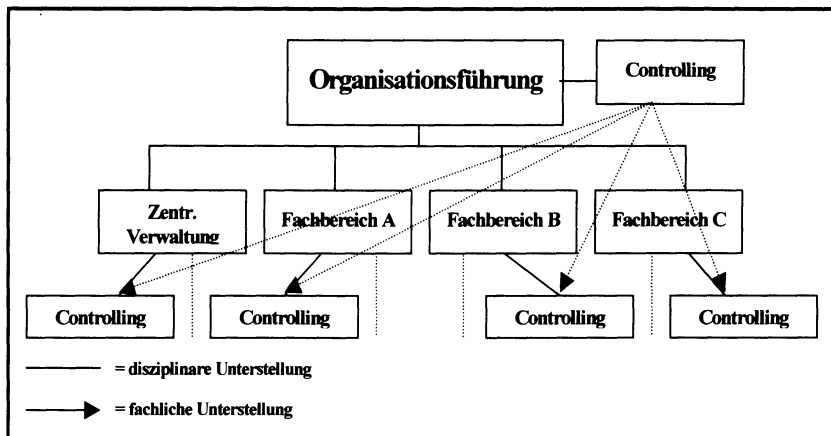 Organisationsführung
Controlling
Zentr.
Verwaltung
Fachbereich A
Fachbereich B
Fachbereich C
Controlling
Controlling
Controlling
Controlling
= disziplinare Unterstellung
= fachliche Unterstellung